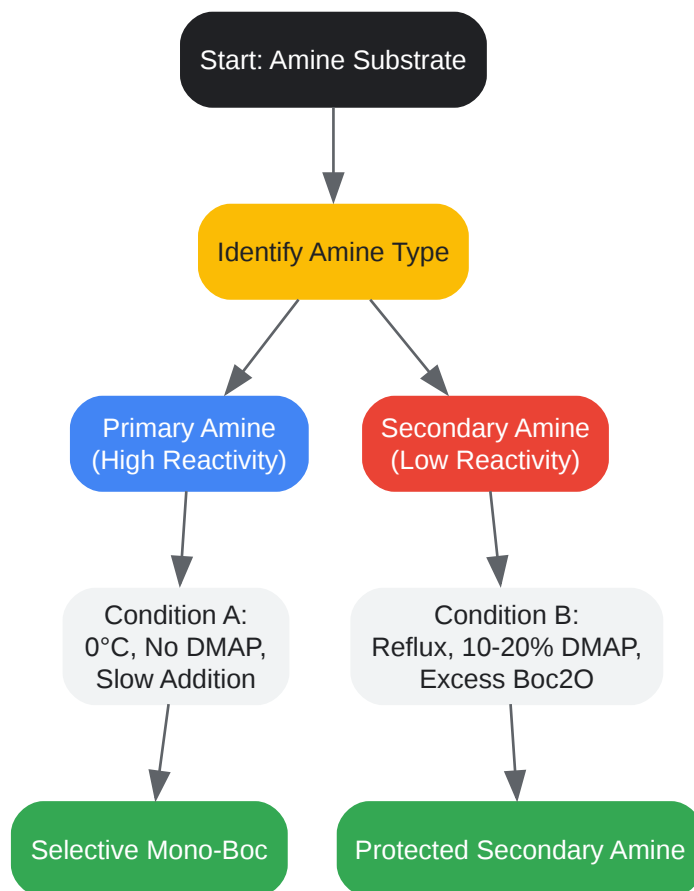 Start: Amine Substrate
Identify Amine Type
Primary Amine
(High Reactivity)
Secondary Amine
(Low Reactivity)
Condition A:
0°C, No DMAP,
Slow Addition
Condition B:
Reflux, 10-20% DMAP,
Excess Boc2O
Selective Mono-Boc
Protected Secondary Amine